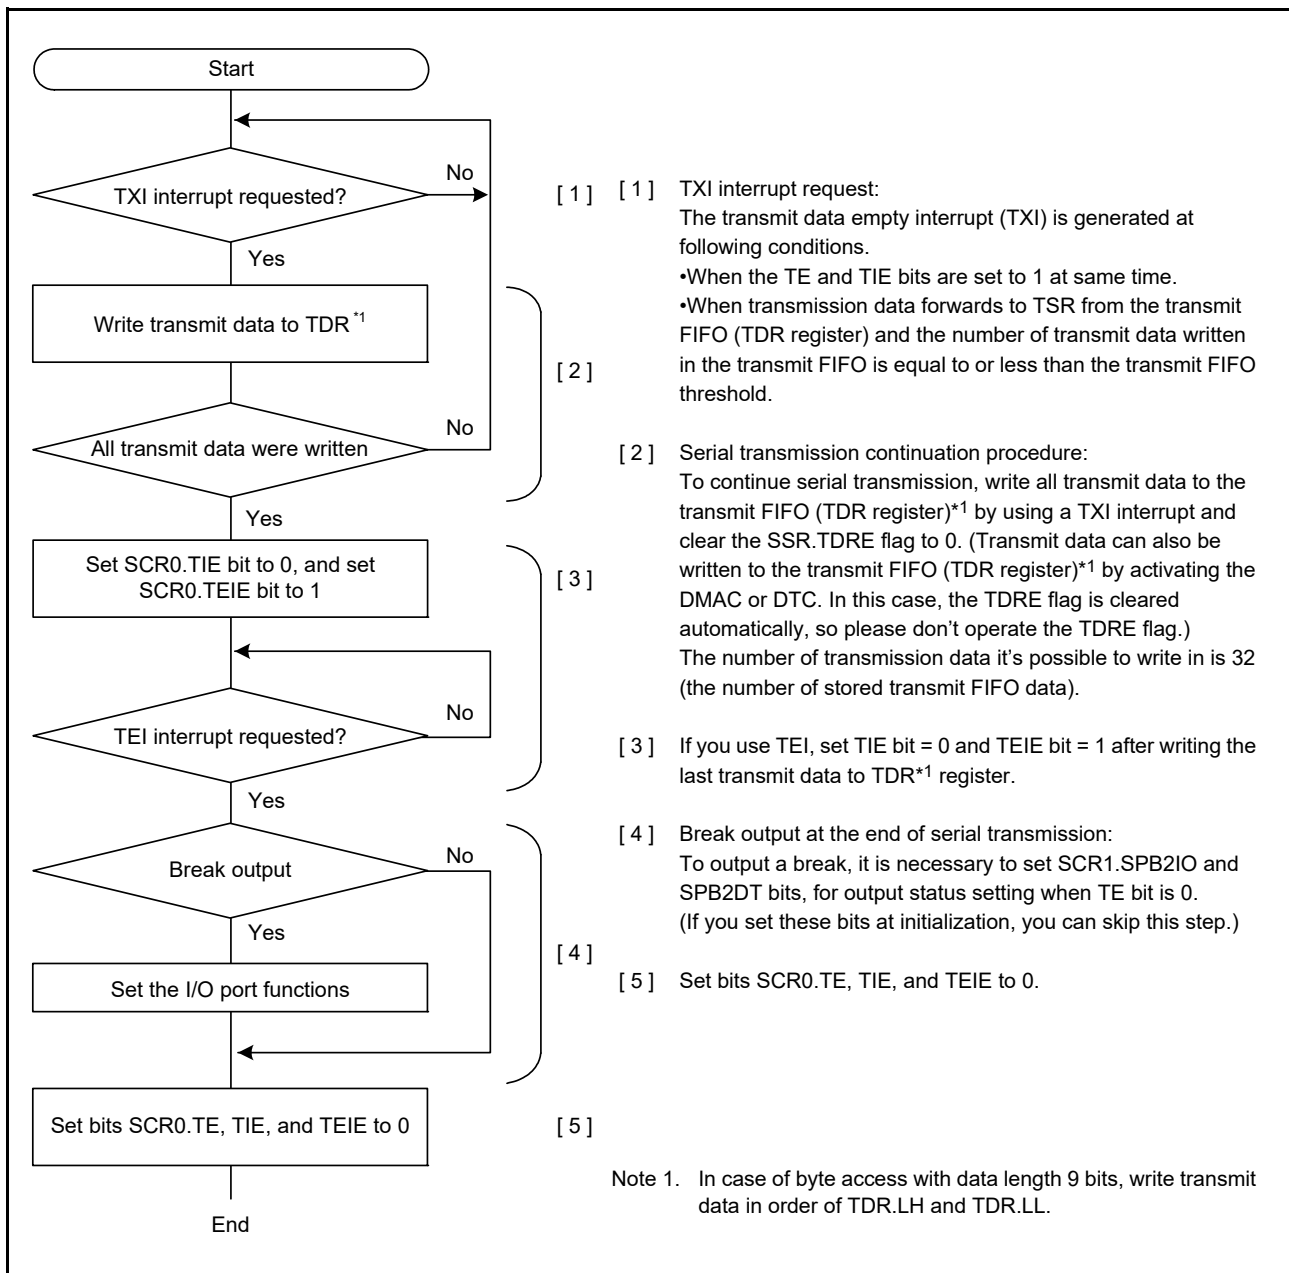 Start
TXI interrupt requested?
No
[ 1 ]
Yes
Write transmit data to TDR *1
[ 2 ]
All transmit data were written
No
Yes
Set SCR0.TIE bit to 0, and set
SCR0.TEIE bit to 1
[ 3 ]
TEI interrupt requested?
No
Yes
Break output
No
Yes
[ 4 ]
Set the I/O port functions
Set bits SCR0.TE, TIE, and TEIE to 0
[ 5 ]
End
[ 1 ] TXI interrupt request:
The transmit data empty interrupt (TXI) is generated at
following conditions.
•When the TE and TIE bits are set to 1 at same time.
•When transmission data forwards to TSR from the transmit
FIFO (TDR register) and the number of transmit data written
in the transmit FIFO is equal to or less than the transmit FIFO
threshold.
[ 2 ] Serial transmission continuation procedure:
To continue serial transmission, write all transmit data to the
transmit FIFO (TDR register)*1 by using a TXI interrupt and
clear the SSR.TDRE flag to 0. (Transmit data can also be
written to the transmit FIFO (TDR register)*1 by activating the
DMAC or DTC. In this case, the TDRE flag is cleared
automatically, so please don't operate the TDRE flag.)
The number of transmission data it's possible to write in is 32
(the number of stored transmit FIFO data).
[ 3 ] If you use TEI, set TIE bit = 0 and TEIE bit = 1 after writing the
last transmit data to TDR*1 register.
[ 4 ] Break output at the end of serial transmission:
To output a break, it is necessary to set SCR1.SPB2IO and
SPB2DT bits, for output status setting when TE bit is 0.
(If you set these bits at initialization, you can skip this step.)
[ 5 ] Set bits SCR0.TE, TIE, and TEIE to 0.
Note 1. In case of byte access with data length 9 bits, write transmit
data in order of TDR.LH and TDR.LL.